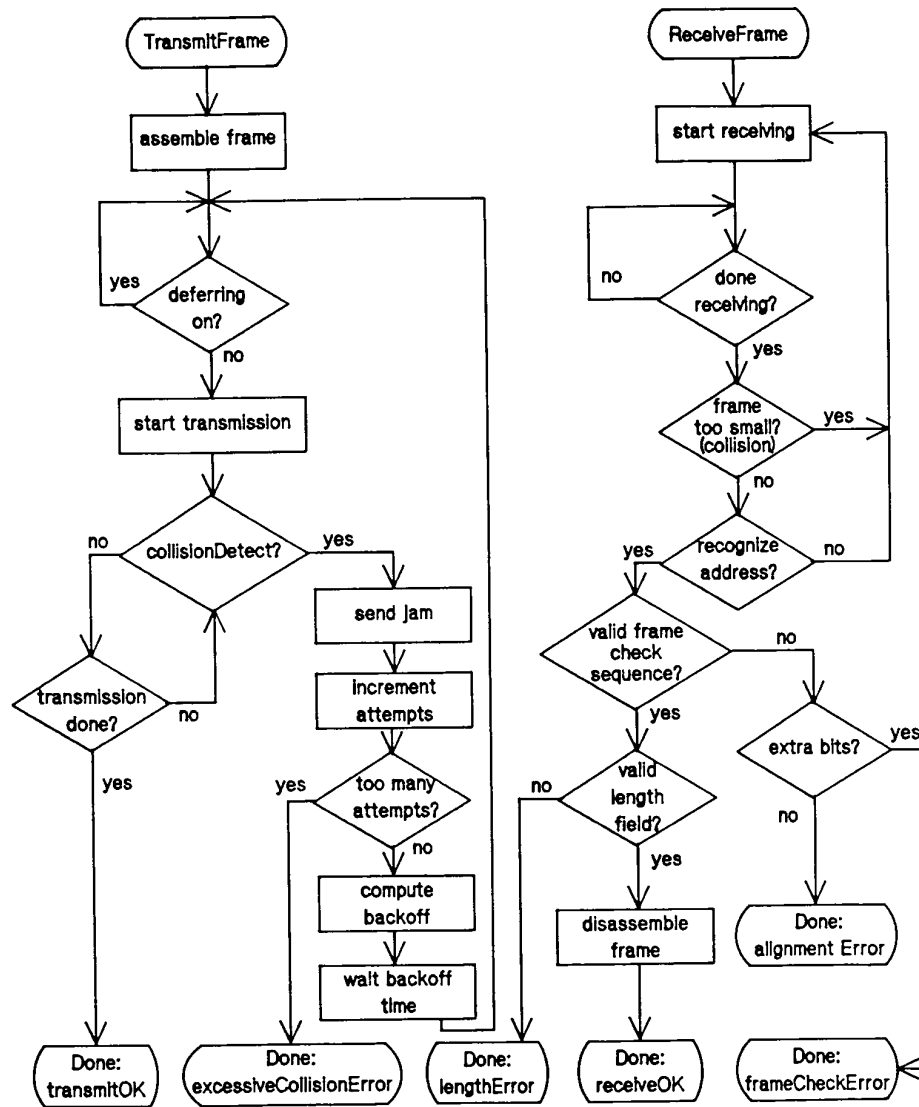 TransmitFrame
assemble frame
yes
deferring
on?
no
start transmission
no
collisionDetect?
yes
send jam
increment
attempts
transmission
done?
no
yes
yes
too many
attempts?
no
compute
backoff
wait backoff
time
Done:
transmitOK
Done:
excessiveCollisionError
ReceiveFrame
start receiving
no
done
receiving?
yes
frame
too small?
(collision)
yes
no
yes
recognize
address?
no
valid frame
check
sequence?
no
yes
extra bits?
yes
no
no
valid
length
field?
yes
disassemble
frame
Done:
alignment Error
Done:
lengthError
Done:
receiveOK
Done:
frameCheckError